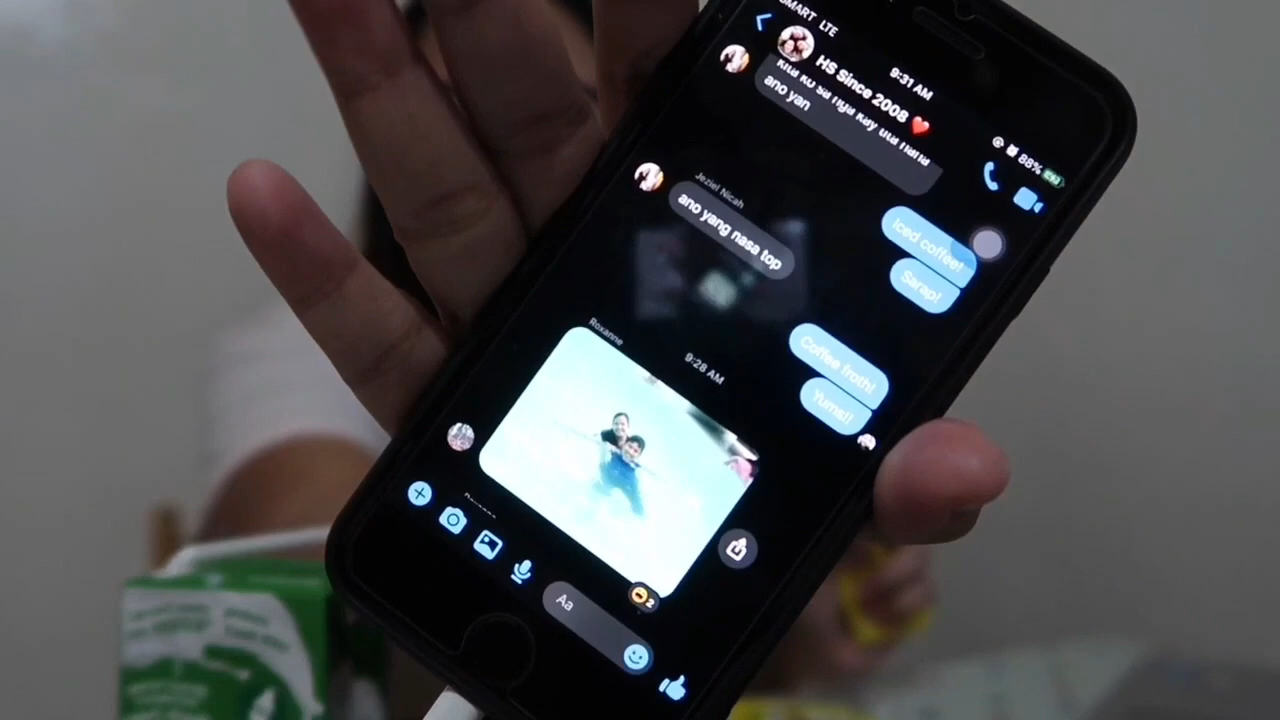 SMART LTE
9:31 AM
88%
HS Since 2008 ❤️
ano yan
Iced coffee!
Sarap!
Jeziel Nicah
ano yang nasa top
Coffee froth!
Yums!!
9:28 AM
Roxanne
2
Aa